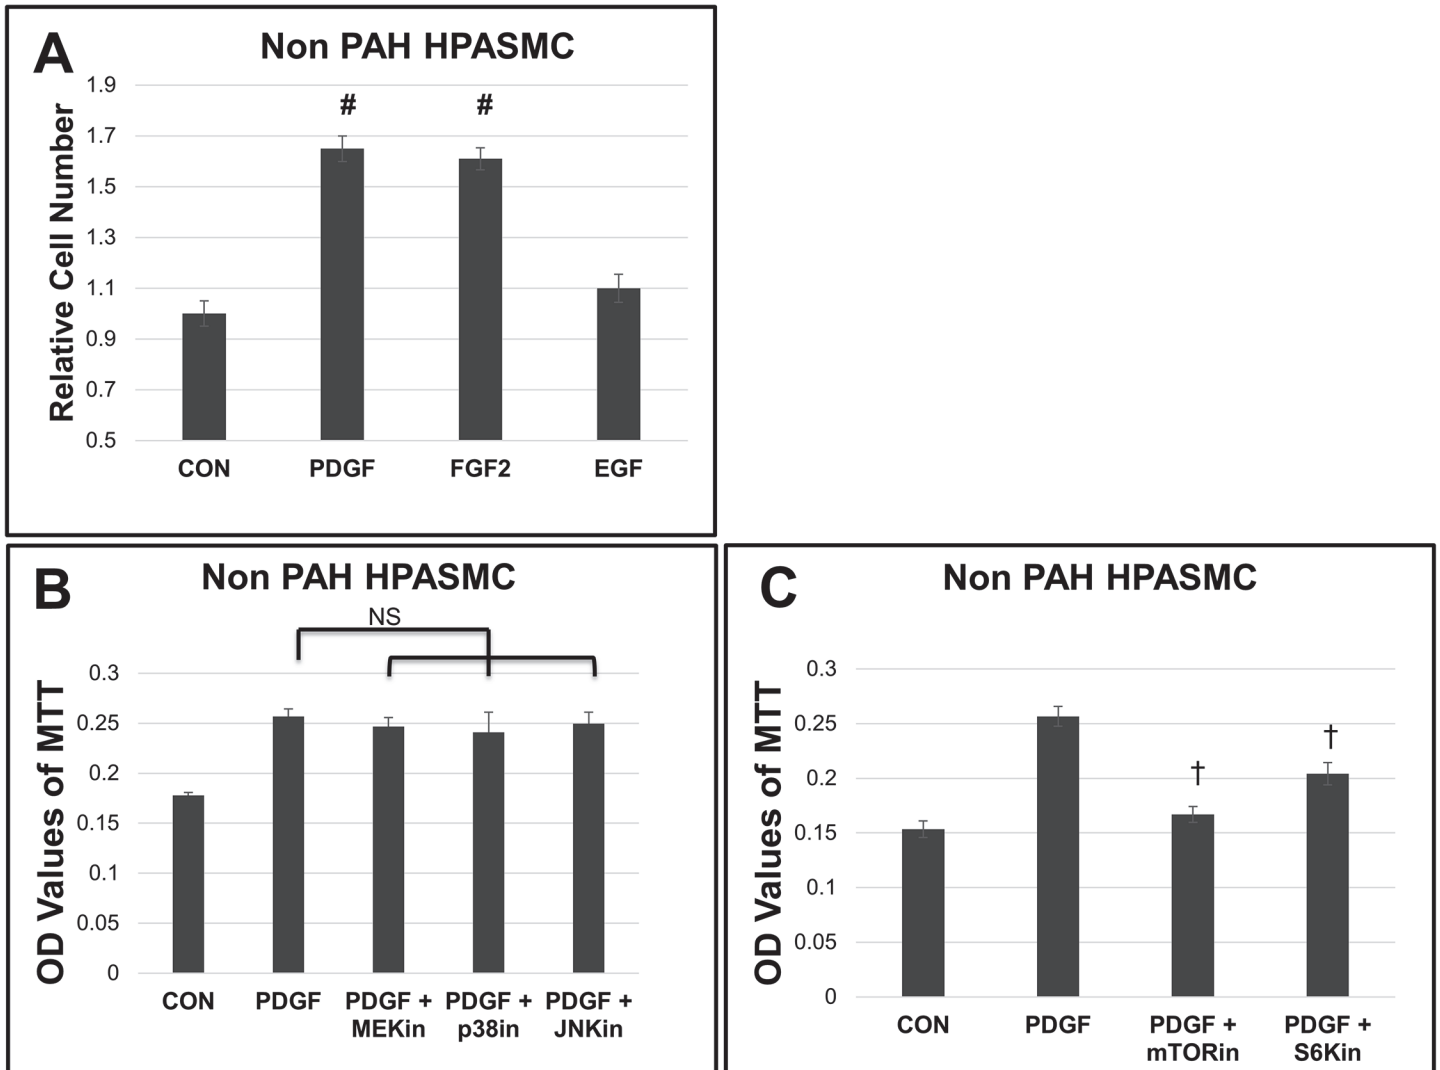 A
Non PAH HPASMC
Relative Cell Number
1.9
1.7
1.5
1.3
1.1
0.9
0.7
0.5
# #
CON PDGF FGF2 EGF
B
Non PAH HPASMC
NS
OD Values of MTT
0.3
0.25
0.2
0.15
0.1
0.05
0
CON PDGF PDGF + PDGF + PDGF +
MEKin p38in JNKin
C
Non PAH HPASMC
OD Values of MTT
0.3
0.25
0.2
0.15
0.1
0.05
0
†
†
CON PDGF PDGF + PDGF +
mTORin S6Kin